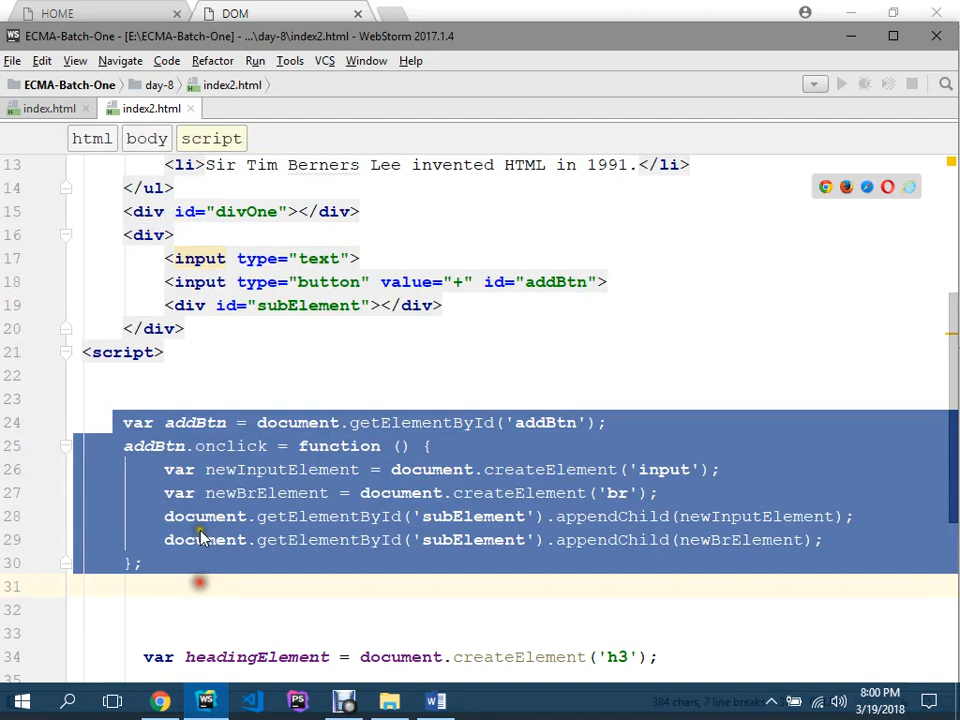 HOME
DOM
ECMA-Batch-One - [E:\ECMA-Batch-One] - ...\day-8\index2.html - WebStorm 2017.1.4
File Edit View Navigate Code Refactor Run Tools VCS Window Help
ECMA-Batch-One day-8 index2.html
index.html index2.html
html body script
13 <li>Sir Tim Berners Lee invented HTML in 1991.</li>
14 </ul>
15 <div id="divOne"></div>
16 <div>
17 <input type="text">
18 <input type="button" value="+" id="addBtn">
19 <div id="subElement"></div>
20 </div>
21 <script>
22
23
24 var addBtn = document.getElementById('addBtn');
25 addBtn.onclick = function () {
26 var newInputElement = document.createElement('input');
27 var newBrElement = document.createElement('br');
28 document.getElementById('subElement').appendChild(newInputElement);
29 document.getElementById('subElement').appendChild(newBrElement);
30 };
31
32
33
34 var headingElement = document.createElement('h3');
35
384 chars, 7 line breaks
8:00 PM
3/19/2018